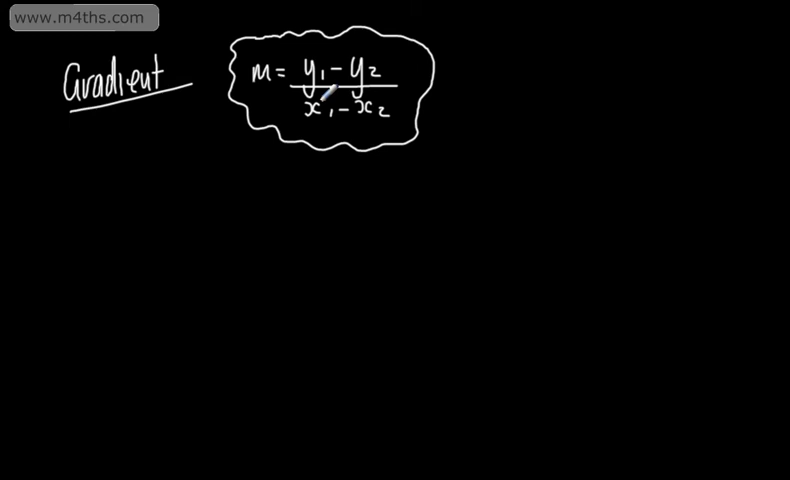 www.m4ths.com
Gradient
m = y₁ - y₂
x₁ - x₂